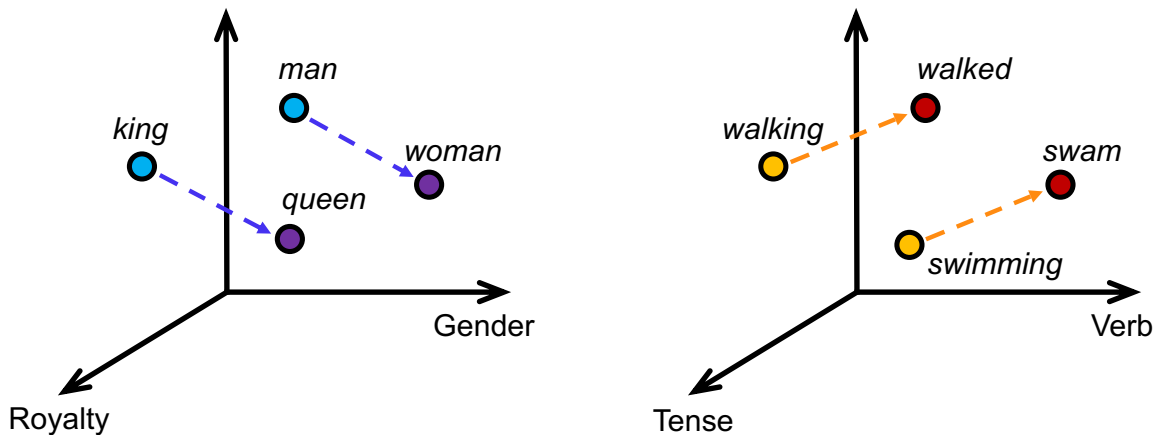 man
king
woman
queen
Gender
Royalty
walked
walking
swam
swimming
Verb
Tense